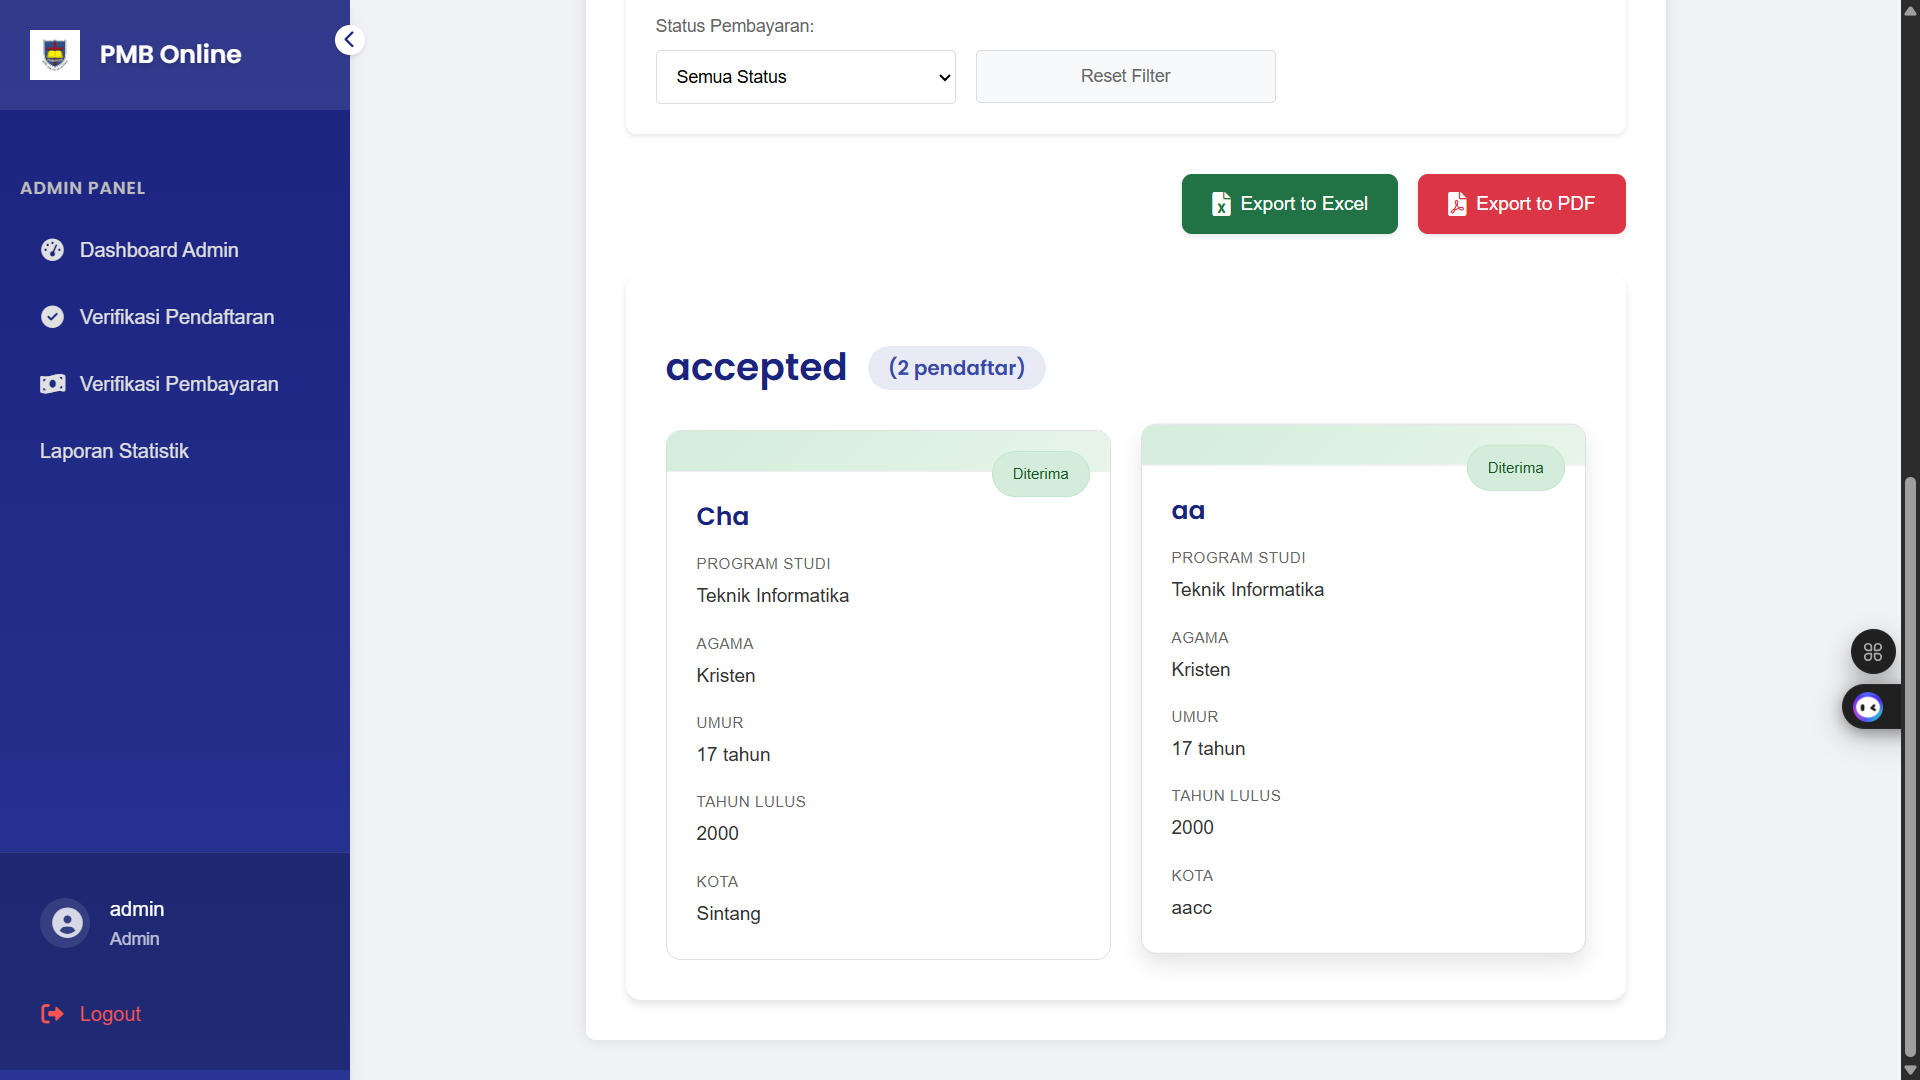 PMB Online
ADMIN PANEL
Dashboard Admin
Verifikasi Pendaftaran
Verifikasi Pembayaran
Laporan Statistik
admin
Admin
Logout
Status Pembayaran:
Semua Status
Reset Filter
Export to Excel
Export to PDF
accepted
(2 pendaftar)
Diterima
Cha
PROGRAM STUDI
Teknik Informatika
AGAMA
Kristen
UMUR
17 tahun
TAHUN LULUS
2000
KOTA
Sintang
Diterima
aa
PROGRAM STUDI
Teknik Informatika
AGAMA
Kristen
UMUR
17 tahun
TAHUN LULUS
2000
KOTA
aacc